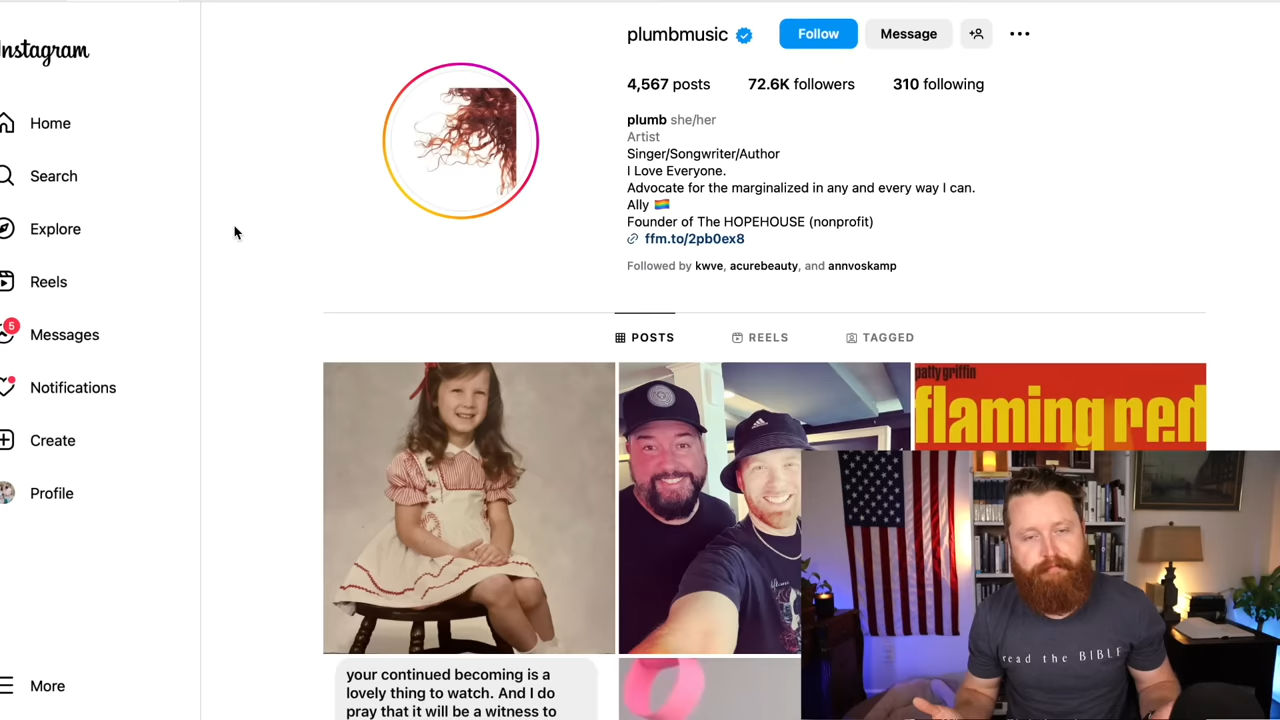 Instagram
Home
Search
Explore
Reels
5
Messages
Notifications
Create
Profile
More
plumbmusic
Follow
Message
4,567 posts 72.6K followers 310 following
plumb she/her
Artist
Singer/Songwriter/Author
I Love Everyone.
Advocate for the marginalized in any and every way I can.
Ally 🏳️‍🌈
Founder of The HOPEHOUSE (nonprofit)
ffm.to/2pb0ex8
Followed by kwve, acurebeauty, and annvoskamp
POSTS REELS TAGGED
patty griffin
flaming red
your continued becoming is a
lovely thing to watch. And I do
pray that it will be a witness to
read the BIBLE